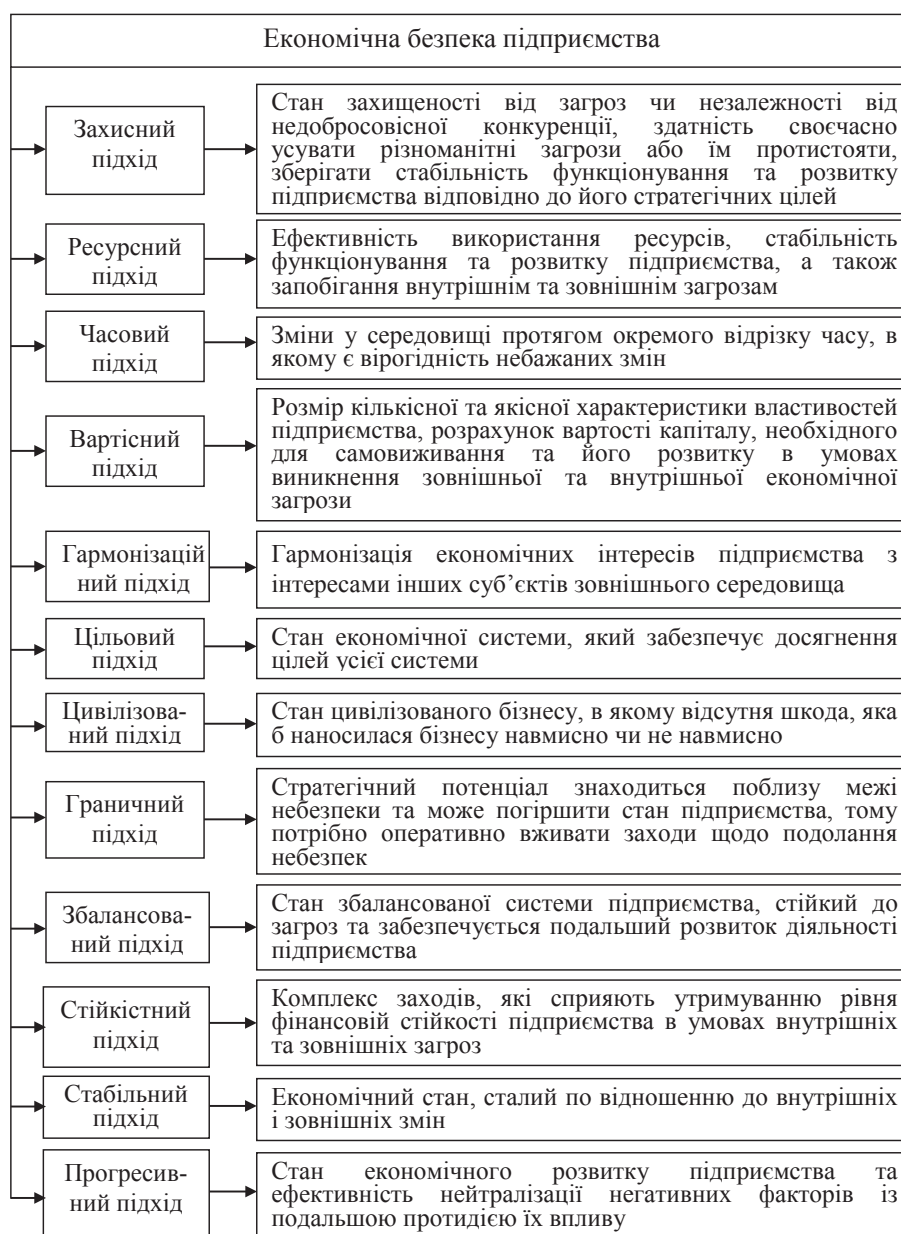 Економічна безпека підприємства
Захисний
підхід
Стан захищеності від загроз чи незалежності від
недобросовісної конкуренції, здатність своєчасно
усувати різноманітні загрози або їм протистояти,
зберігати стабільність функціонування та розвитку
підприємства відповідно до його стратегічних цілей
Ресурсний
підхід
Ефективність використання ресурсів, стабільність
функціонування та розвитку підприємства, а також
запобігання внутрішнім та зовнішнім загрозам
Часовий
підхід
Зміни у середовищі протягом окремого відрізку часу, в
якому є вірогідність небажаних змін
Вартісний
підхід
Розмір кількісної та якісної характеристики властивостей
підприємства, розрахунок вартості капіталу, необхідного
для самовиживання та його розвитку в умовах
виникнення зовнішньої та внутрішньої економічної
загрози
Гармонізацій
ний підхід
Гармонізація економічних інтересів підприємства з
інтересами інших суб’єктів зовнішнього середовища
Цільовий
підхід
Стан економічної системи, який забезпечує досягнення
цілей усієї системи
Цивілізова-
ний підхід
Стан цивілізованого бізнесу, в якому відсутня шкода, яка
б наносилася бізнесу навмисно чи не навмисно
Граничний
підхід
Стратегічний потенціал знаходиться поблизу межі
небезпеки та може погіршити стан підприємства, тому
потрібно оперативно вживати заходи щодо подолання
небезпек
Збалансова-
ний підхід
Стан збалансованої системи підприємства, стійкий до
загроз та забезпечується подальший розвиток діяльності
підприємства
Стійкістний
підхід
Комплекс заходів, які сприяють утримуванню рівня
фінансовій стійкості підприємства в умовах внутрішніх
та зовнішніх загроз
Стабільний
підхід
Економічний стан, сталий по відношенню до внутрішніх
і зовнішніх змін
Прогресив-
ний підхід
Стан економічного розвитку підприємства та
ефективність нейтралізації негативних факторів із
подальшою протидією їх впливу